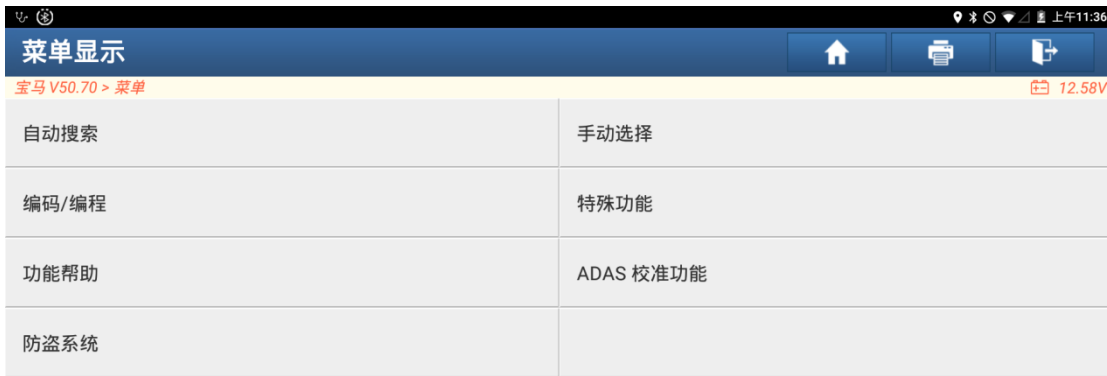 上午11:36
菜单显示
宝马 V50.70 > 菜单 12.58V
自动搜索 手动选择
编码/编程 特殊功能
功能帮助 ADAS 校准功能
防盗系统